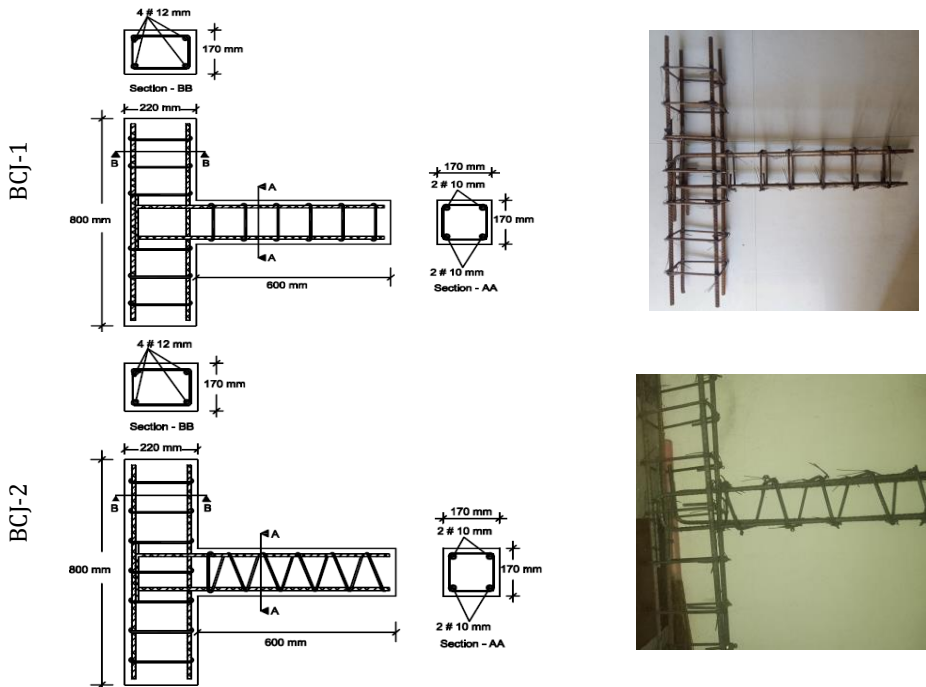 BCJ-1
4 # 12 mm
170 mm
Section - BB
220 mm
B B
800 mm
A
A
600 mm
170 mm
2 # 10 mm
170 mm
2 # 10 mm
Section - AA
BCJ-2
4 # 12 mm
170 mm
Section - BB
220 mm
B B
800 mm
A
A
600 mm
170 mm
2 # 10 mm
170 mm
2 # 10 mm
Section - AA